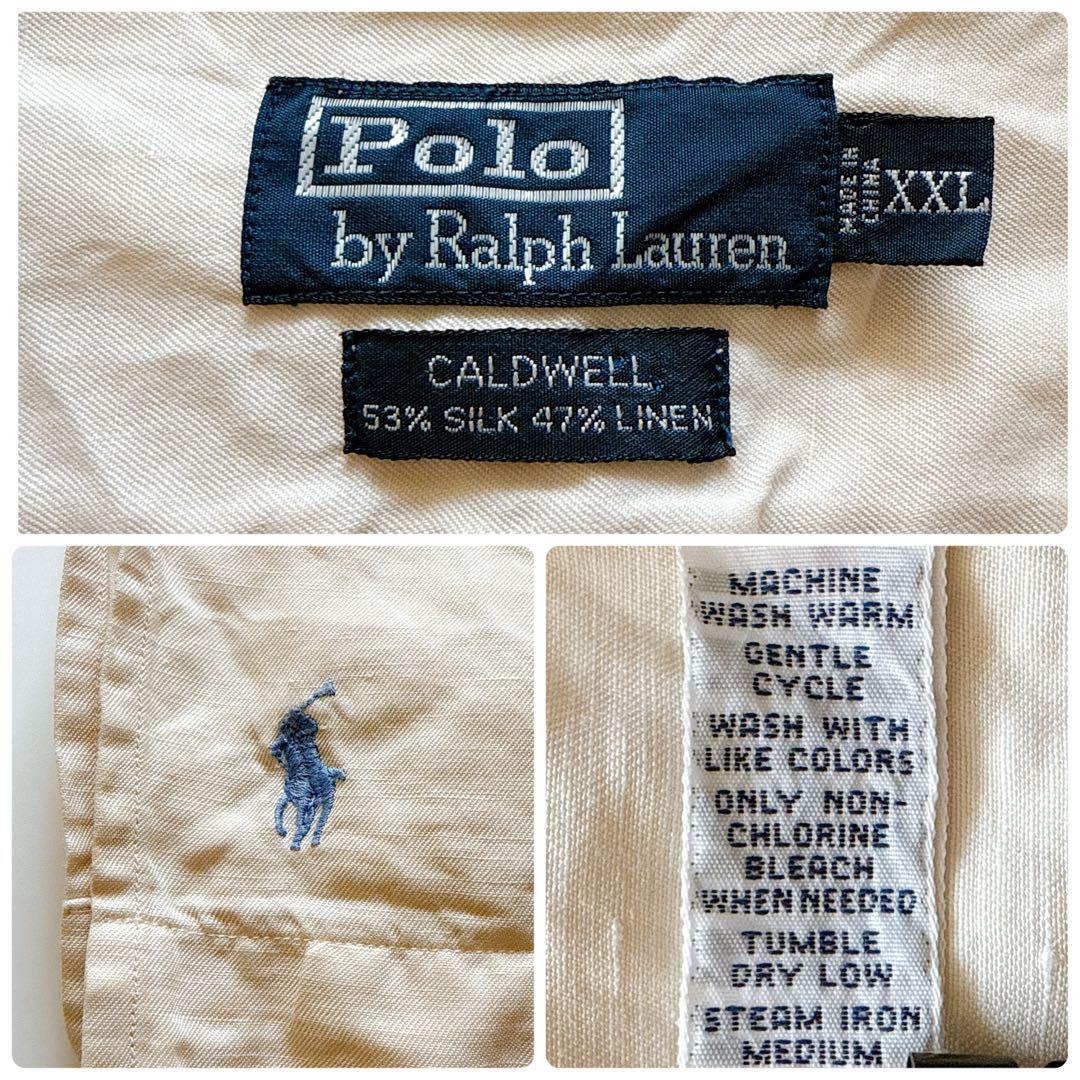 Polo
by Ralph Lauren
MADE IN
CHINA
XXL
CALDWELL
53% SILK 47% LINEN
MACHINE
WASH WARM
GENTLE
CYCLE
WASH WITH
LIKE COLORS
ONLY NON-
CHLORINE
BLEACH
WHEN NEEDED
TUMBLE
DRY LOW
STEAM IRON
MEDIUM